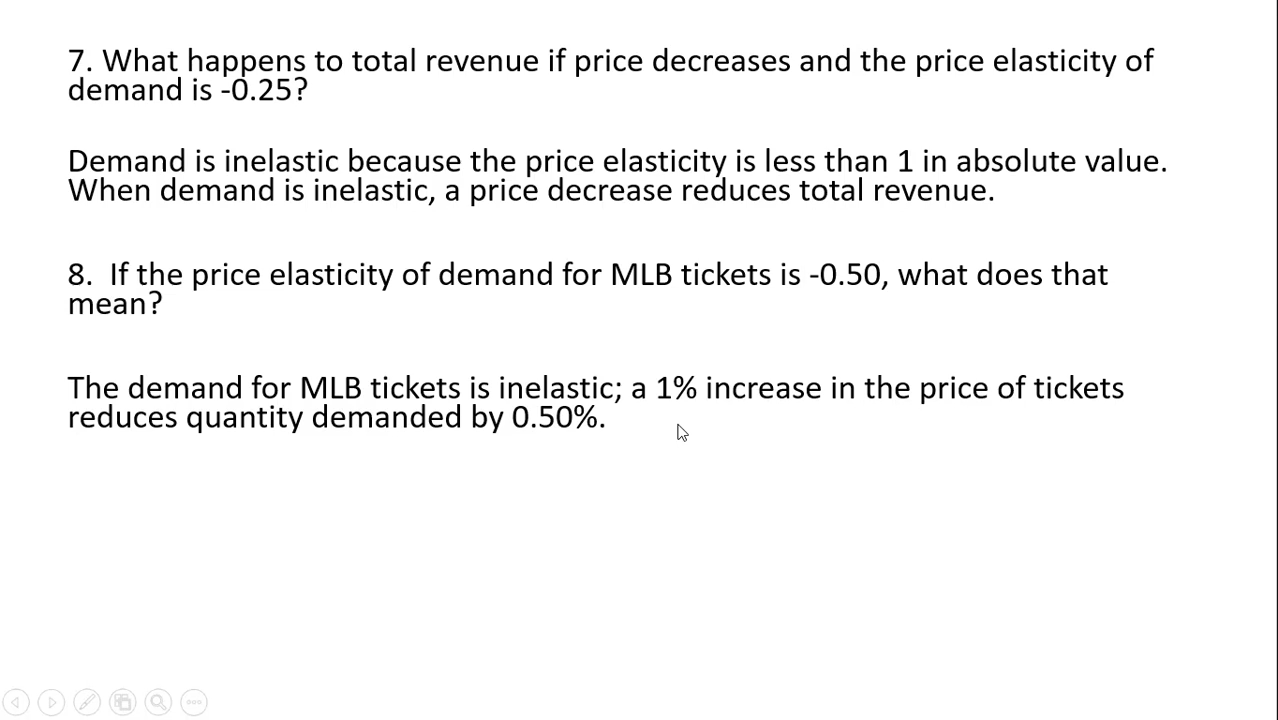 7. What happens to total revenue if price decreases and the price elasticity of
demand is -0.25?
Demand is inelastic because the price elasticity is less than 1 in absolute value.
When demand is inelastic, a price decrease reduces total revenue.
8. If the price elasticity of demand for MLB tickets is -0.50, what does that
mean?
The demand for MLB tickets is inelastic; a 1% increase in the price of tickets
reduces quantity demanded by 0.50%.